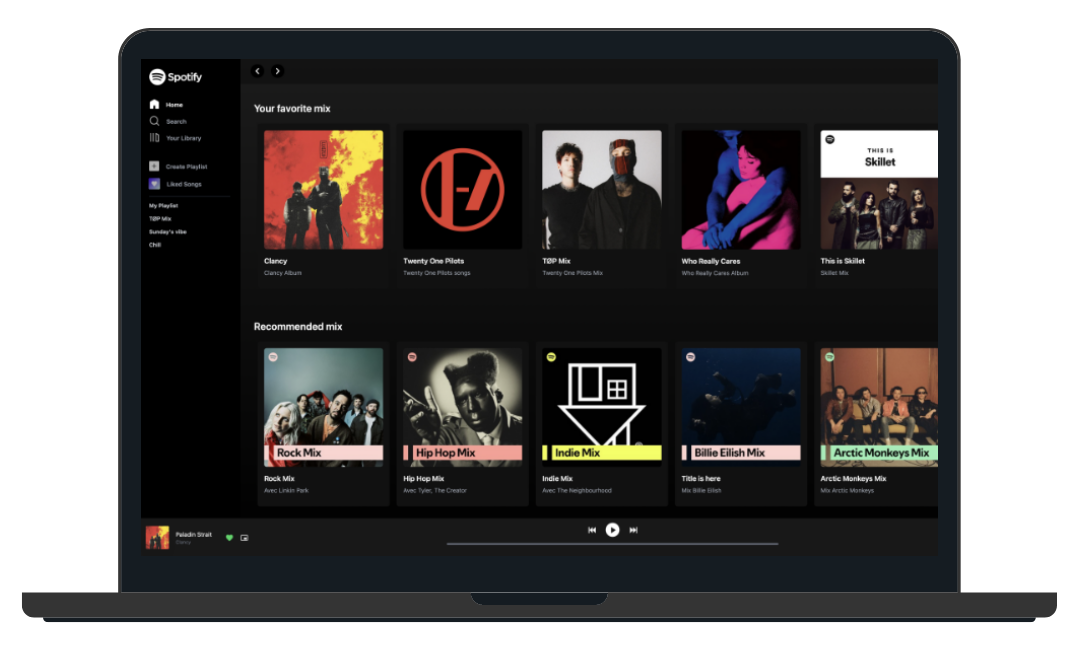 Spotify
Home
Search
Your Library
Create Playlist
Liked Songs
My Playlist
TØP Mix
Sunday's vibe
Chill
Your favorite mix
Clancy
Clancy Album
Twenty One Pilots
Twenty One Pilots songs
TØP Mix
Twenty One Pilots Mix
Who Really Cares
Who Really Cares Album
THIS IS
Skillet
This is Skillet
Skillet Mix
Recommended mix
Rock Mix
Rock Mix
Avec Linkin Park
Hip Hop Mix
Hip Hop Mix
Avec Tyler, The Creator
Indie Mix
Indie Mix
Avec The Neighbourhood
Billie Eilish Mix
Title is here
Mix Billie Eilish
Arctic Monkeys Mix
Arctic Monkeys Mix
Mix Arctic Monkeys
Paladin Strait
Clancy